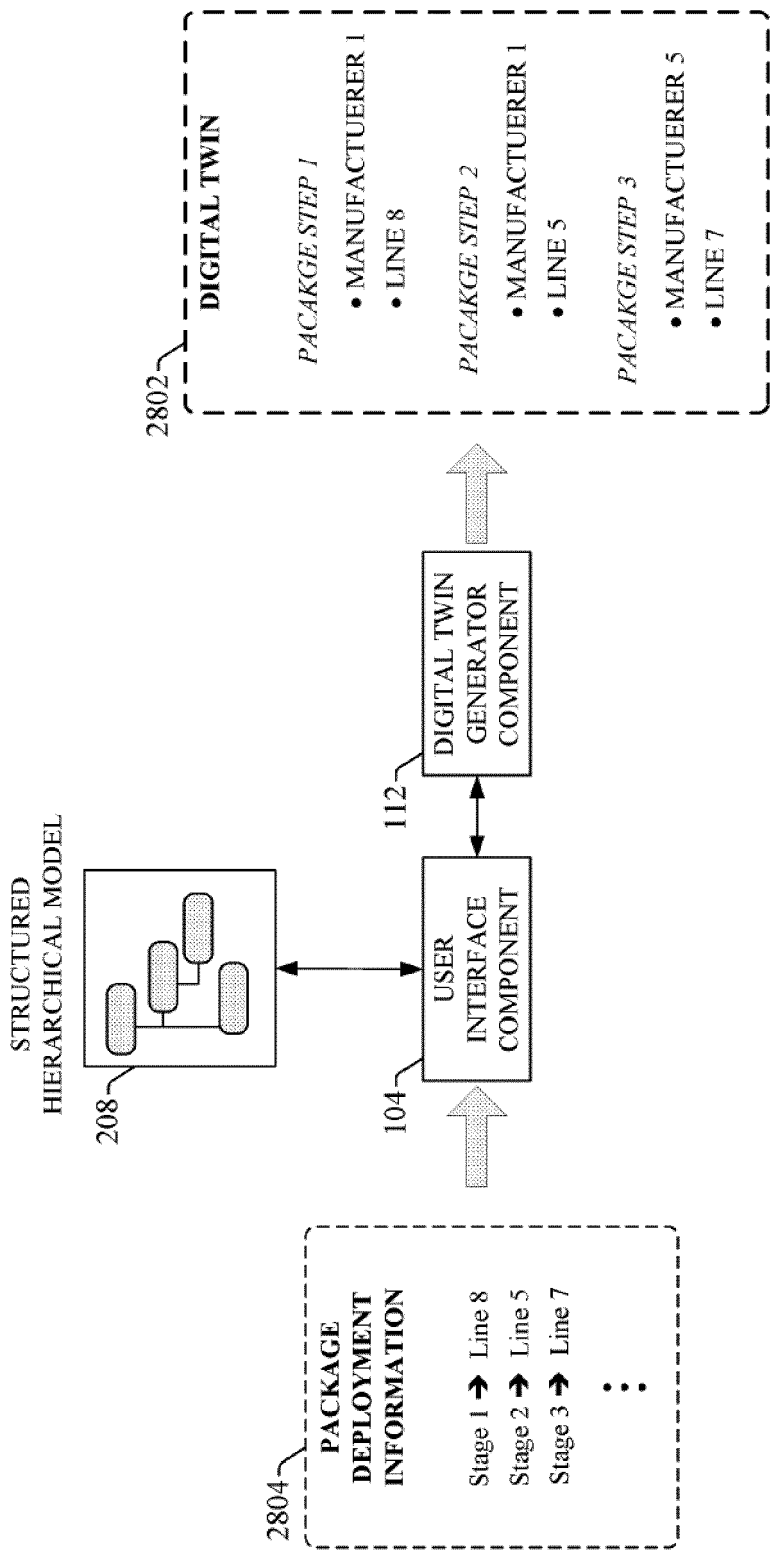 STRUCTURED
HIERARCHICAL MODEL
208
2804
PACKAGE
DEPLOYMENT
INFORMATION
Stage 1 ➔ Line 8
Stage 2 ➔ Line 5
Stage 3 ➔ Line 7
104
USER
INTERFACE
COMPONENT
112
DIGITAL TWIN
GENERATOR
COMPONENT
2802
DIGITAL TWIN
PACAKGE STEP 1
• MANUFACTUERER 1
• LINE 8
PACAKGE STEP 2
• MANUFACTUERER 1
• LINE 5
PACAKGE STEP 3
• MANUFACTUERER 5
• LINE 7